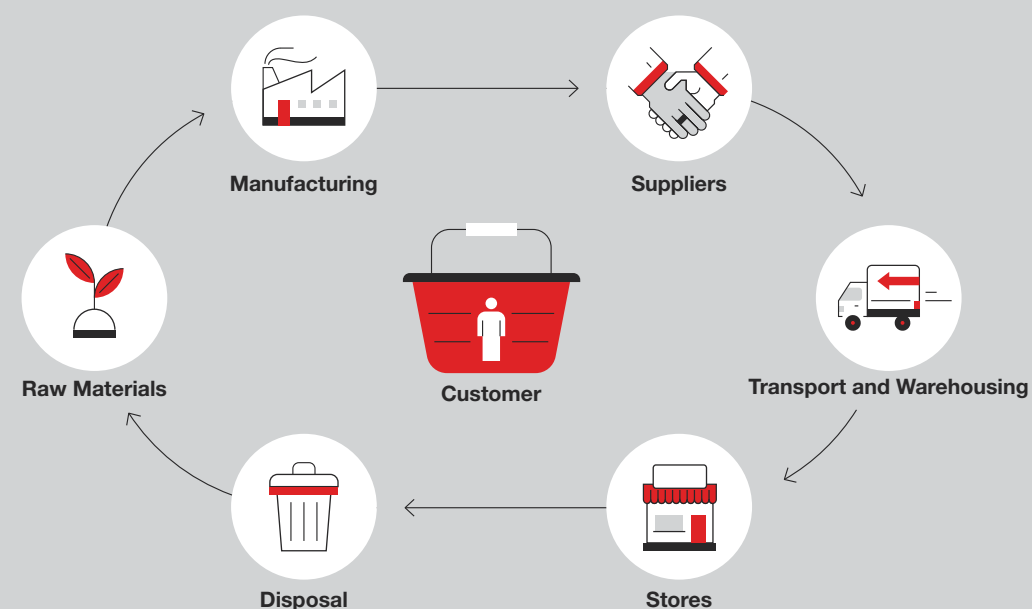 Manufacturing
Suppliers
Raw Materials
Customer
Transport and Warehousing
Disposal
Stores